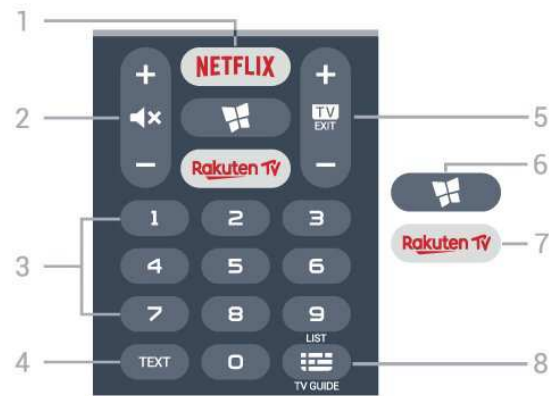 1
+ NETFLIX +
2 TV 5
EXIT
6
− Rakuten TV −
Rakuten TV 7
1 2 3
3 4 5 6
7 8 9
LIST
4 TEXT 0 8
TV GUIDE